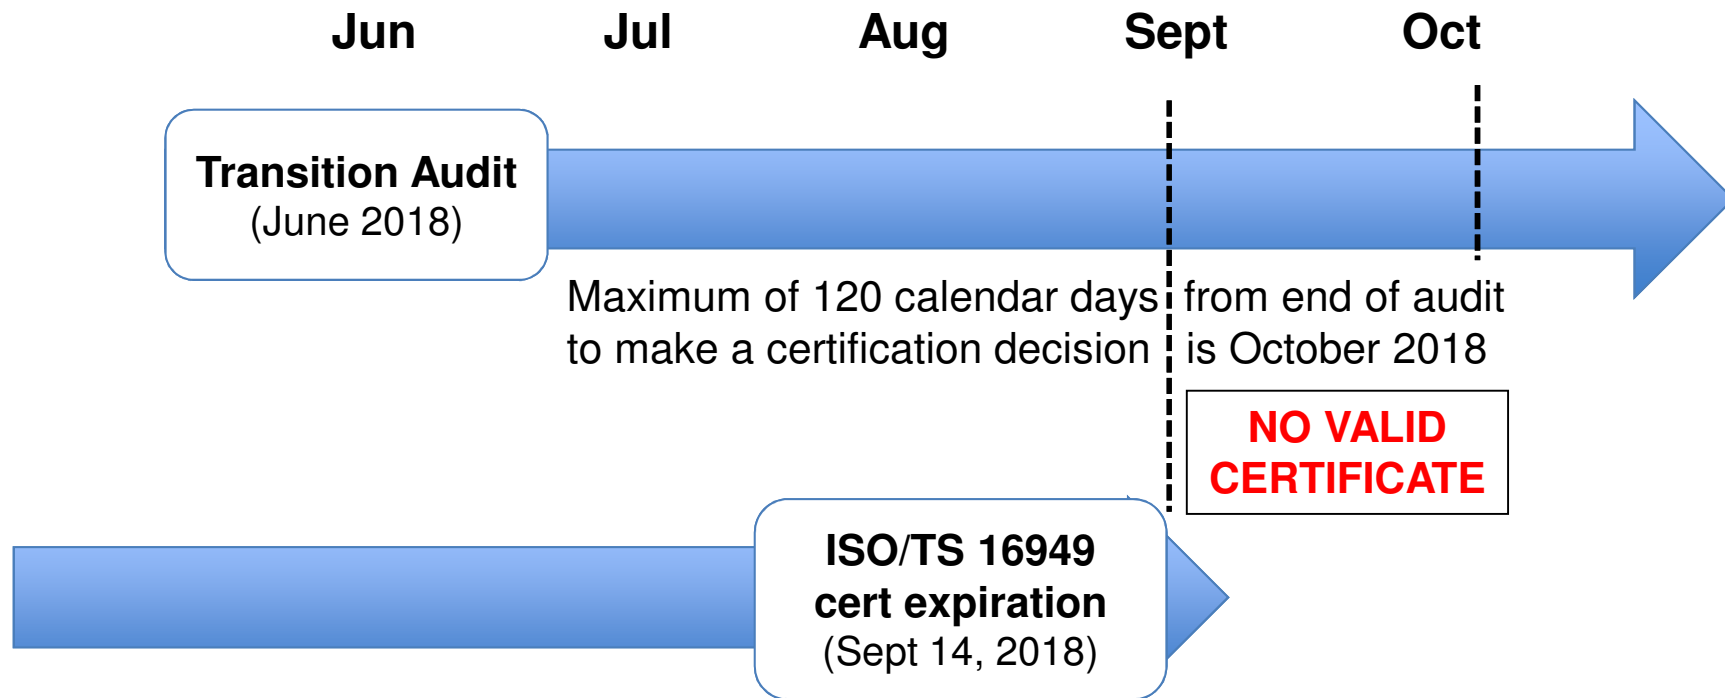 Jun Jul Aug Sept Oct
Transition Audit
(June 2018)
Maximum of 120 calendar days from end of audit
to make a certification decision is October 2018
NO VALID
CERTIFICATE
ISO/TS 16949
cert expiration
(Sept 14, 2018)